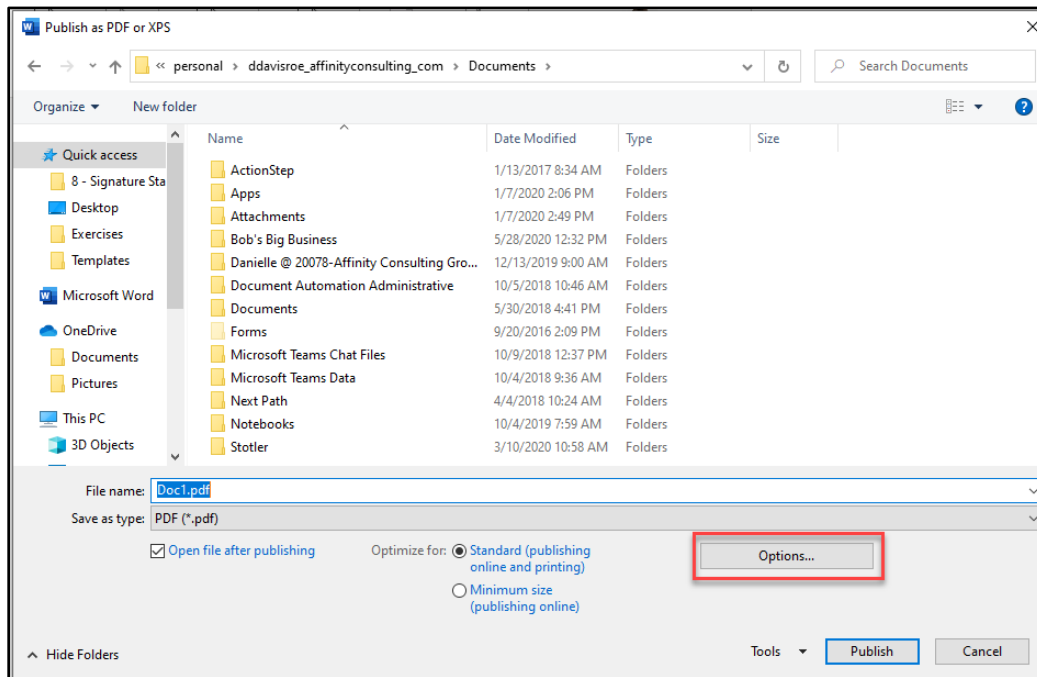 Publish as PDF or XPS
« personal › ddavisroe_affinityconsulting_com › Documents ›
Search Documents
Organize
New folder
Name
Date Modified
Type
Size
Quick access
8 - Signature Sta
Desktop
Exercises
Templates
Microsoft Word
OneDrive
Documents
Pictures
This PC
3D Objects
ActionStep 1/13/2017 8:34 AM Folders
Apps 1/7/2020 2:06 PM Folders
Attachments 1/7/2020 2:49 PM Folders
Bob's Big Business 5/28/2020 12:32 PM Folders
Danielle @ 20078-Affinity Consulting Gro... 12/13/2019 9:00 AM Folders
Document Automation Administrative 10/5/2018 10:46 AM Folders
Documents 5/30/2018 4:41 PM Folders
Forms 9/20/2016 2:09 PM Folders
Microsoft Teams Chat Files 10/9/2018 12:37 PM Folders
Microsoft Teams Data 10/4/2018 9:36 AM Folders
Next Path 4/4/2018 10:24 AM Folders
Notebooks 10/4/2019 7:59 AM Folders
Stotler 3/10/2020 10:58 AM Folders
File name: Doc1.pdf
Save as type: PDF (*.pdf)
Open file after publishing
Optimize for:
Standard (publishing
online and printing)
Minimum size
(publishing online)
Options...
Hide Folders
Tools
Publish
Cancel